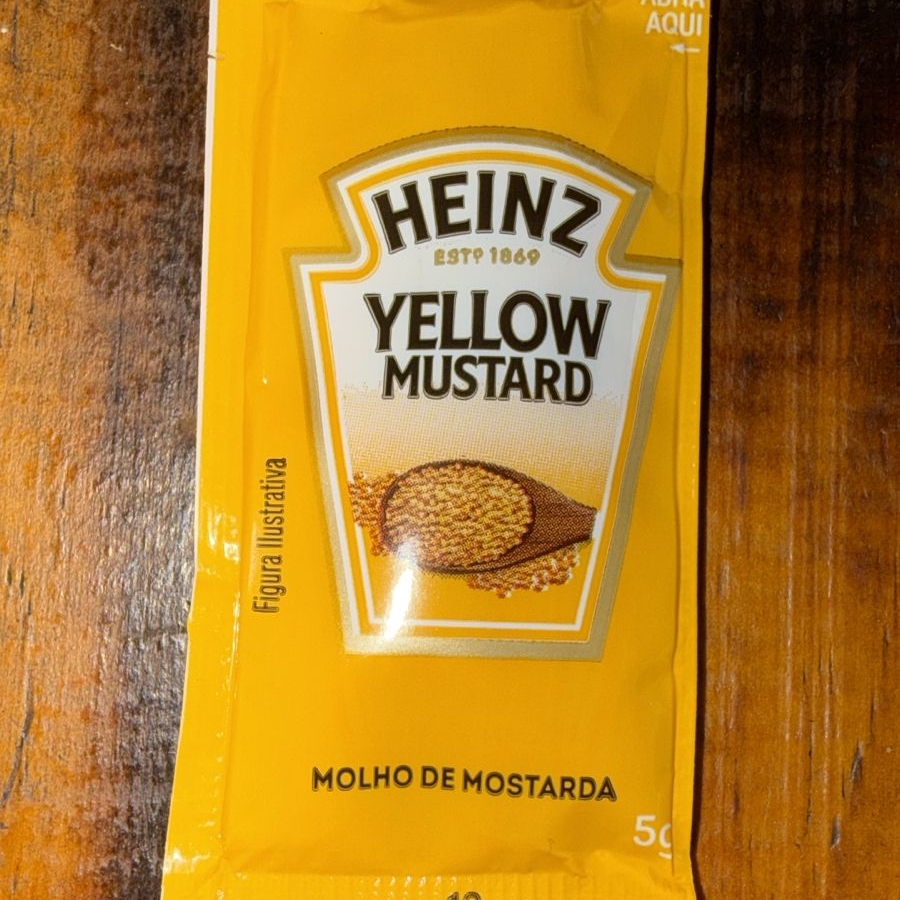 ABRA
AQUI
HEINZ
ESTD 1869
YELLOW
MUSTARD
Figura Ilustrativa
MOLHO DE MOSTARDA
5g